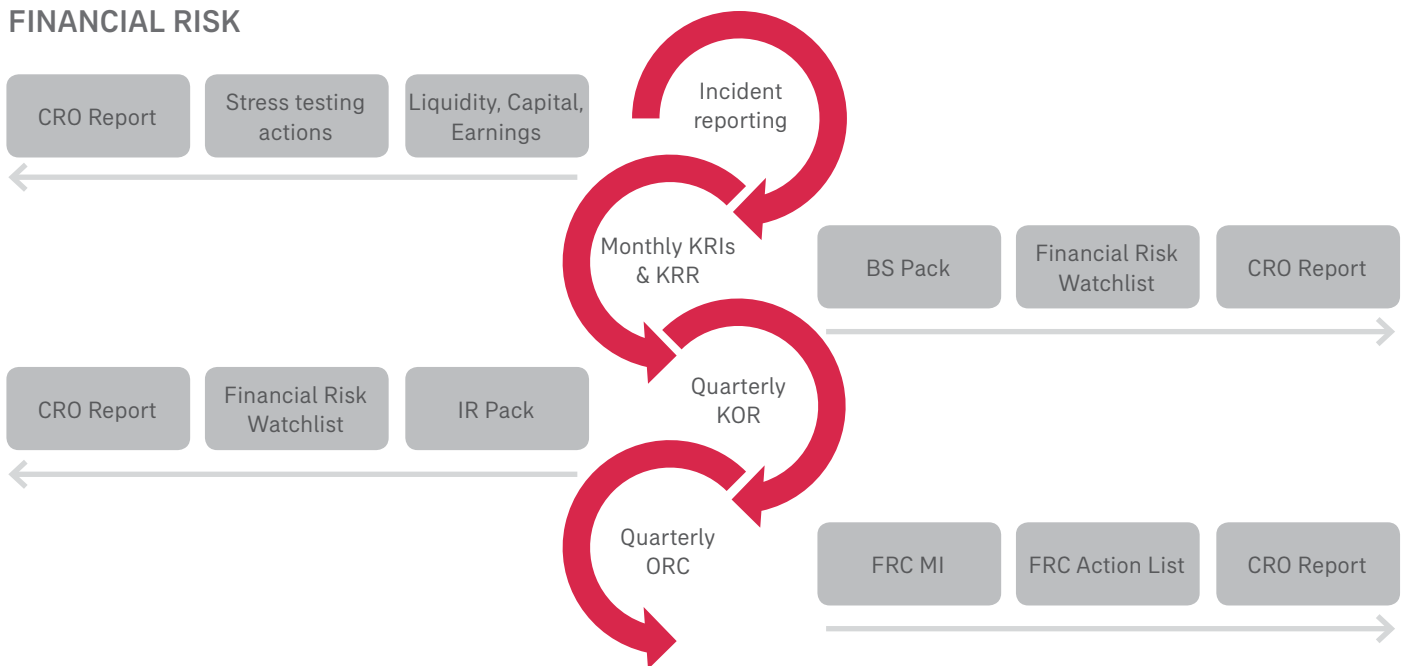 FINANCIAL RISK
CRO Report
Stress testing
actions
Liquidity, Capital,
Earnings
Incident
reporting
Monthly KRIs
& KRR
BS Pack
Financial Risk
Watchlist
CRO Report
CRO Report
Financial Risk
Watchlist
IR Pack
Quarterly
KOR
Quarterly
ORC
FRC MI
FRC Action List
CRO Report